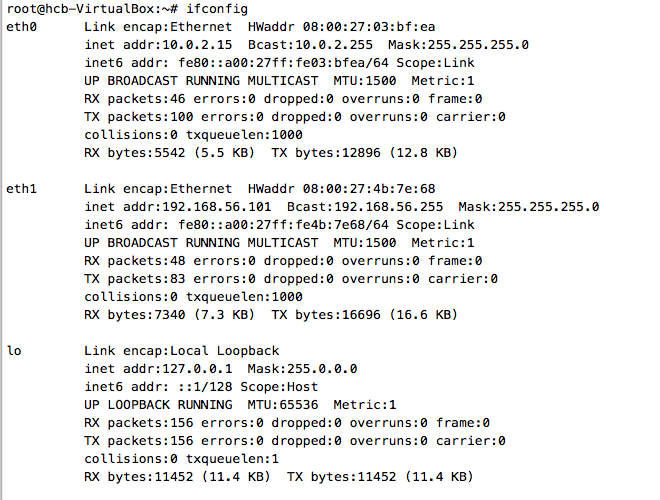 root@hcb-VirtualBox:~# ifconfig
eth0      Link encap:Ethernet  HWaddr 08:00:27:03:bf:ea
          inet addr:10.0.2.15  Bcast:10.0.2.255  Mask:255.255.255.0
          inet6 addr: fe80::a00:27ff:fe03:bfea/64 Scope:Link
          UP BROADCAST RUNNING MULTICAST  MTU:1500  Metric:1
          RX packets:46 errors:0 dropped:0 overruns:0 frame:0
          TX packets:100 errors:0 dropped:0 overruns:0 carrier:0
          collisions:0 txqueuelen:1000
          RX bytes:5542 (5.5 KB)  TX bytes:12896 (12.8 KB)

eth1      Link encap:Ethernet  HWaddr 08:00:27:4b:7e:68
          inet addr:192.168.56.101  Bcast:192.168.56.255  Mask:255.255.255.0
          inet6 addr: fe80::a00:27ff:fe4b:7e68/64 Scope:Link
          UP BROADCAST RUNNING MULTICAST  MTU:1500  Metric:1
          RX packets:48 errors:0 dropped:0 overruns:0 frame:0
          TX packets:83 errors:0 dropped:0 overruns:0 carrier:0
          collisions:0 txqueuelen:1000
          RX bytes:7340 (7.3 KB)  TX bytes:16696 (16.6 KB)

lo        Link encap:Local Loopback
          inet addr:127.0.0.1  Mask:255.0.0.0
          inet6 addr: ::1/128 Scope:Host
          UP LOOPBACK RUNNING  MTU:65536  Metric:1
          RX packets:156 errors:0 dropped:0 overruns:0 frame:0
          TX packets:156 errors:0 dropped:0 overruns:0 carrier:0
          collisions:0 txqueuelen:1
          RX bytes:11452 (11.4 KB)  TX bytes:11452 (11.4 KB)